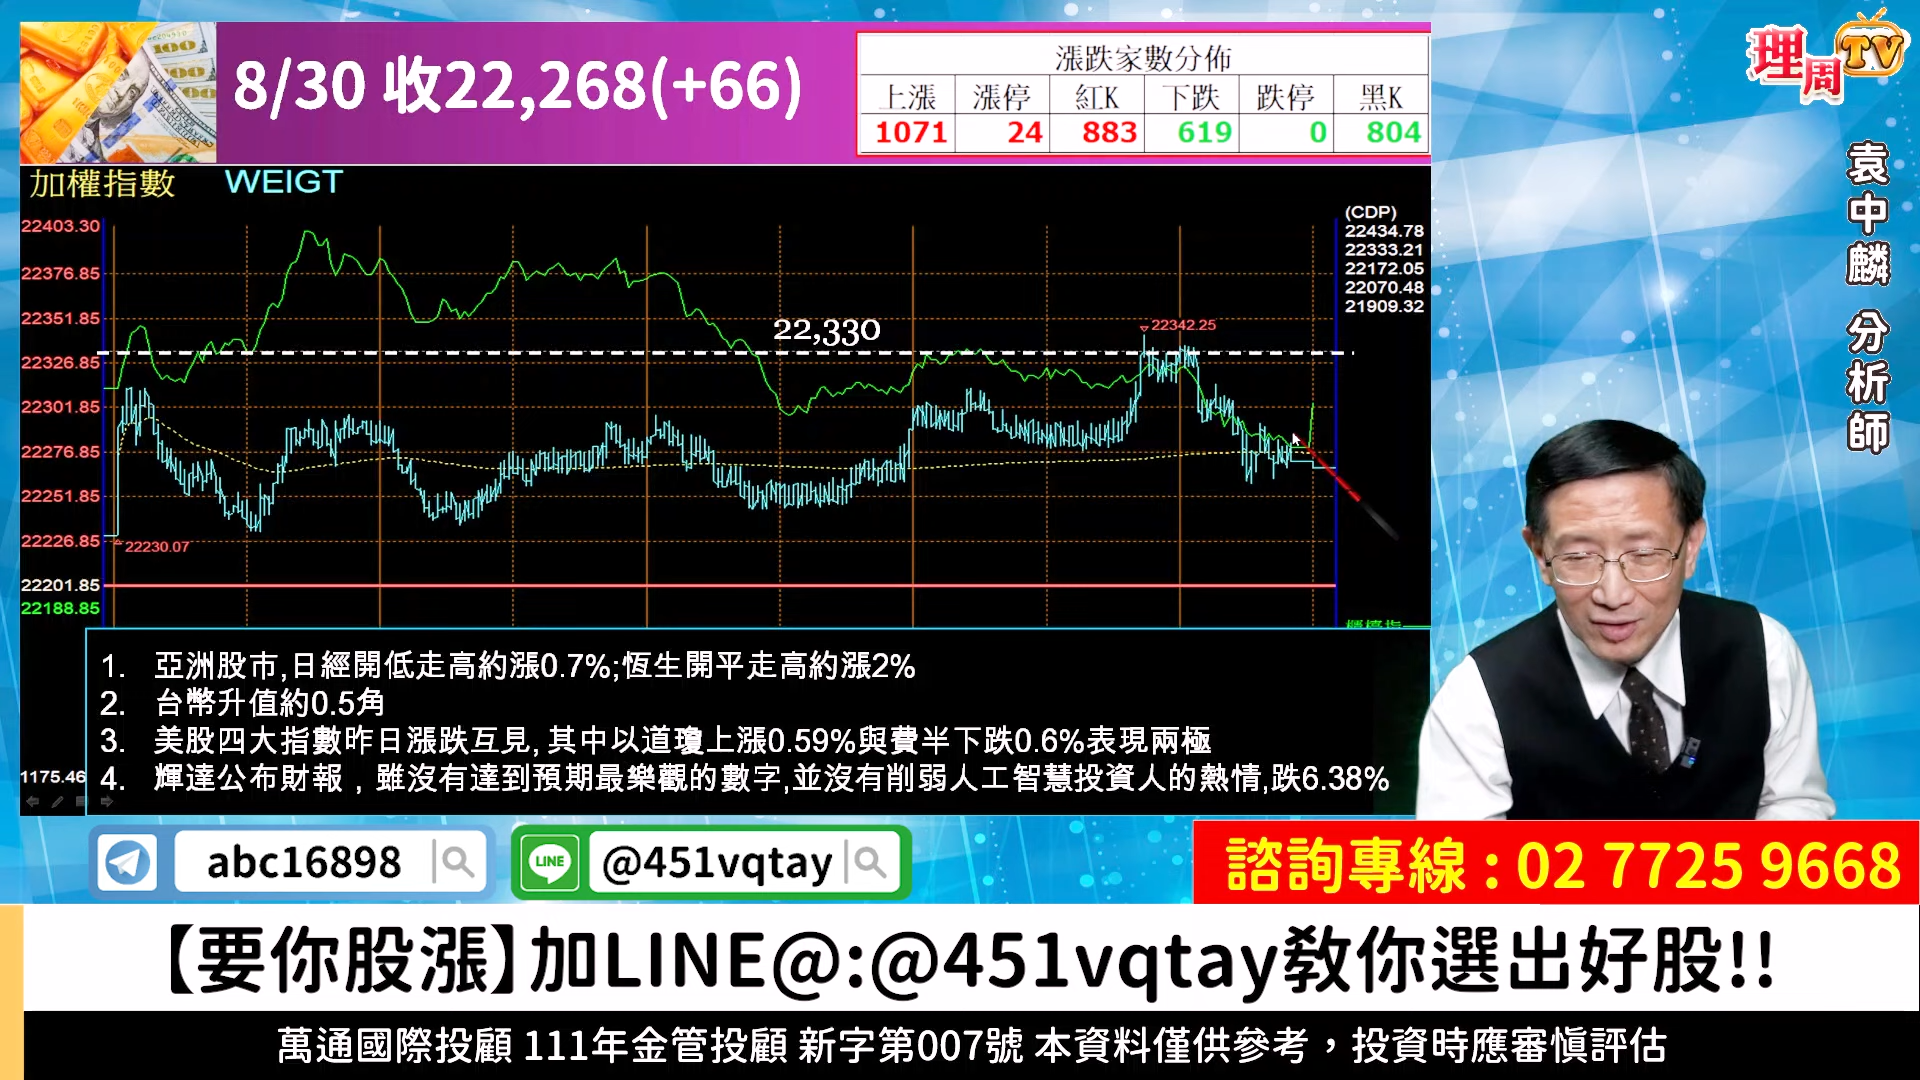 8/30 收22,268(+66)
漲跌家數分佈
上漲 漲停 紅K 下跌 跌停 黑K
1071 24 883 619 0 804
理周TV
袁中麟 分析師
加權指數 WEIGT
(CDP)
22434.78
22333.21
22172.05
22070.48
21909.32
22403.30
22376.85
22351.85
22326.85
22301.85
22276.85
22251.85
22226.85
22201.85
22188.85
22,330
22342.25
22230.07
1175.46
1. 亞洲股市,日經開低走高約漲0.7%;恆生開平走高約漲2%
2. 台幣升值約0.5角
3. 美股四大指數昨日漲跌互見,其中以道瓊上漲0.59%與費半下跌0.6%表現兩極
4. 輝達公布財報，雖沒有達到預期最樂觀的數字,並沒有削弱人工智慧投資人的熱情,跌6.38%
abc16898
LINE
@451vqtay
諮詢專線 : 02 7725 9668
【要你股漲】加LINE@:@451vqtay教你選出好股!!
萬通國際投顧 111年金管投顧 新字第007號 本資料僅供參考，投資時應審慎評估